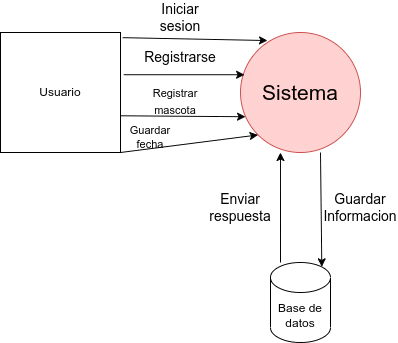 Iniciar
sesion
Registrarse
Usuario
Sistema
Registrar
mascota
Guardar
fecha
Enviar
respuesta
Guardar
Informacion
Base de
datos